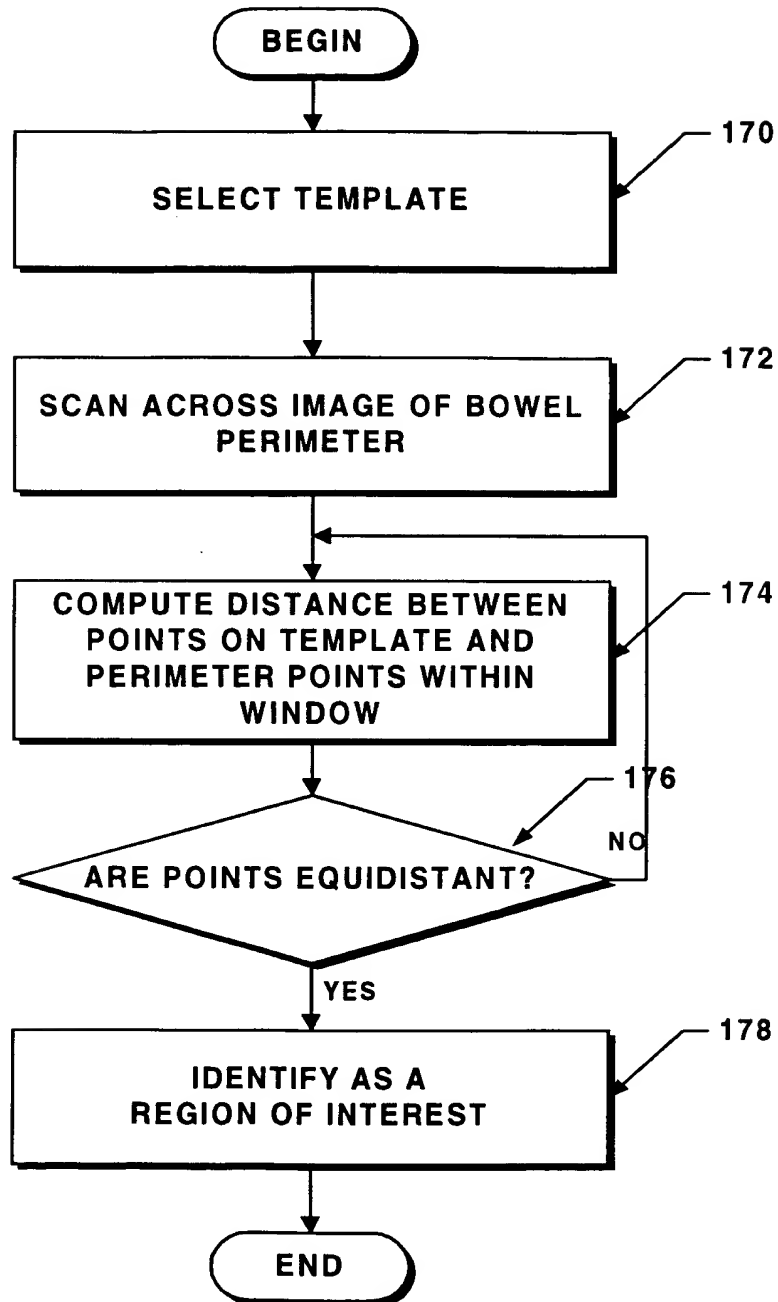 BEGIN
170
SELECT TEMPLATE
172
SCAN ACROSS IMAGE OF BOWEL
PERIMETER
COMPUTE DISTANCE BETWEEN
POINTS ON TEMPLATE AND
PERIMETER POINTS WITHIN
WINDOW
174
176
NO
ARE POINTS EQUIDISTANT?
YES
178
IDENTIFY AS A
REGION OF INTEREST
END